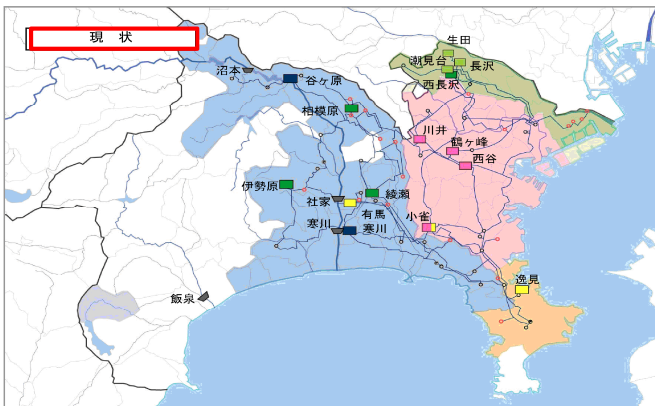 現 状
生田
潮見台
長沢
沼本
谷ヶ原
西長沢
相模原
川井
鶴ヶ峰
西谷
伊勢原
社家
綾瀬
有馬
小雀
寒川
寒川
逸見
飯泉